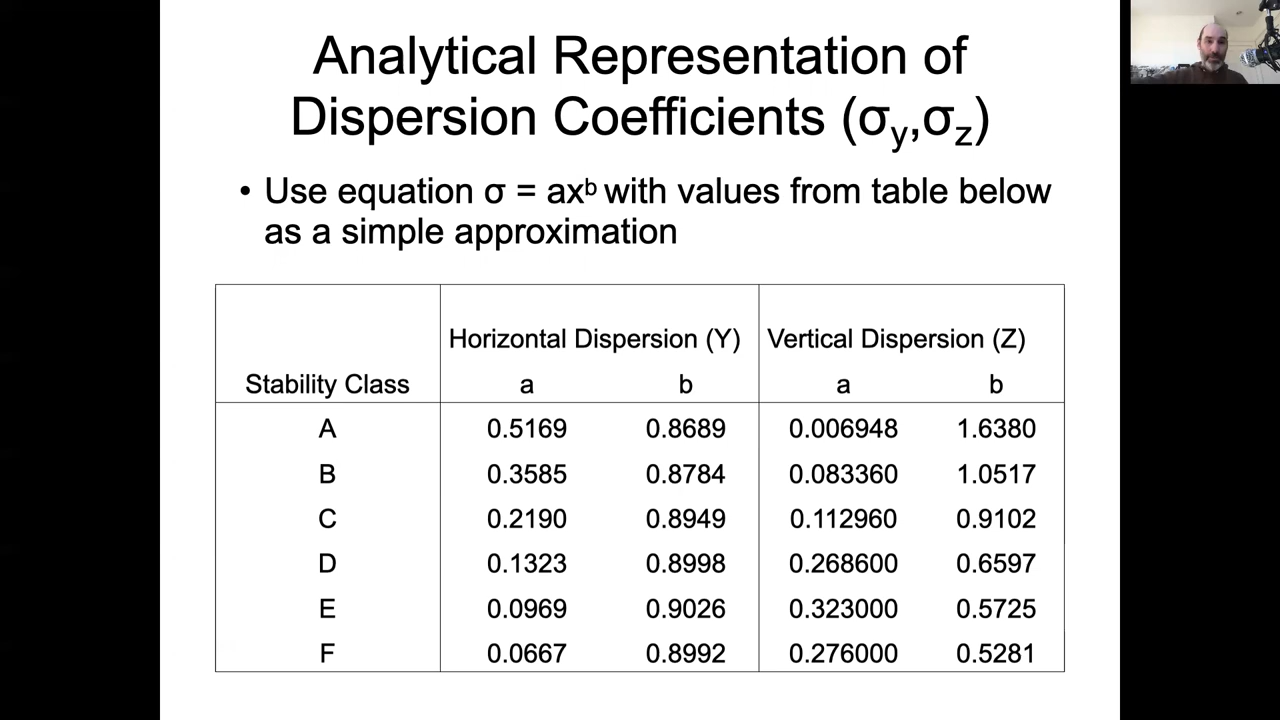 Analytical Representation of
Dispersion Coefficients (σy,σz)
• Use equation σ = axb with values from table below
as a simple approximation
Horizontal Dispersion (Y) Vertical Dispersion (Z)
Stability Class a b a b
A 0.5169 0.8689 0.006948 1.6380
B 0.3585 0.8784 0.083360 1.0517
C 0.2190 0.8949 0.112960 0.9102
D 0.1323 0.8998 0.268600 0.6597
E 0.0969 0.9026 0.323000 0.5725
F 0.0667 0.8992 0.276000 0.5281